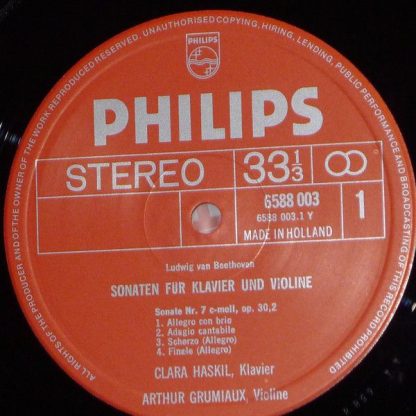 ALL RIGHTS OF THE PRODUCER AND OF THE OWNER OF THE WORK REPRODUCED RESERVED. UNAUTHORISED COPYING, HIRING, LENDING, PUBLIC PERFORMANCE AND BROADCASTING OF THIS RECORD PROHIBITED
PHILIPS
PHILIPS
STEREO
33 1/3
6588 003
6588 003.1 Y
MADE IN HOLLAND
1
Ludwig van Beethoven
SONATEN FUR KLAVIER UND VIOLINE
Sonate Nr. 7 c-moll, op. 30,2
1. Allegro con brio
2. Adagio cantabile
3. Scherzo (Allegro)
4. Finale (Allegro)
CLARA HASKIL, Klavier
ARTHUR GRUMIAUX, Violine